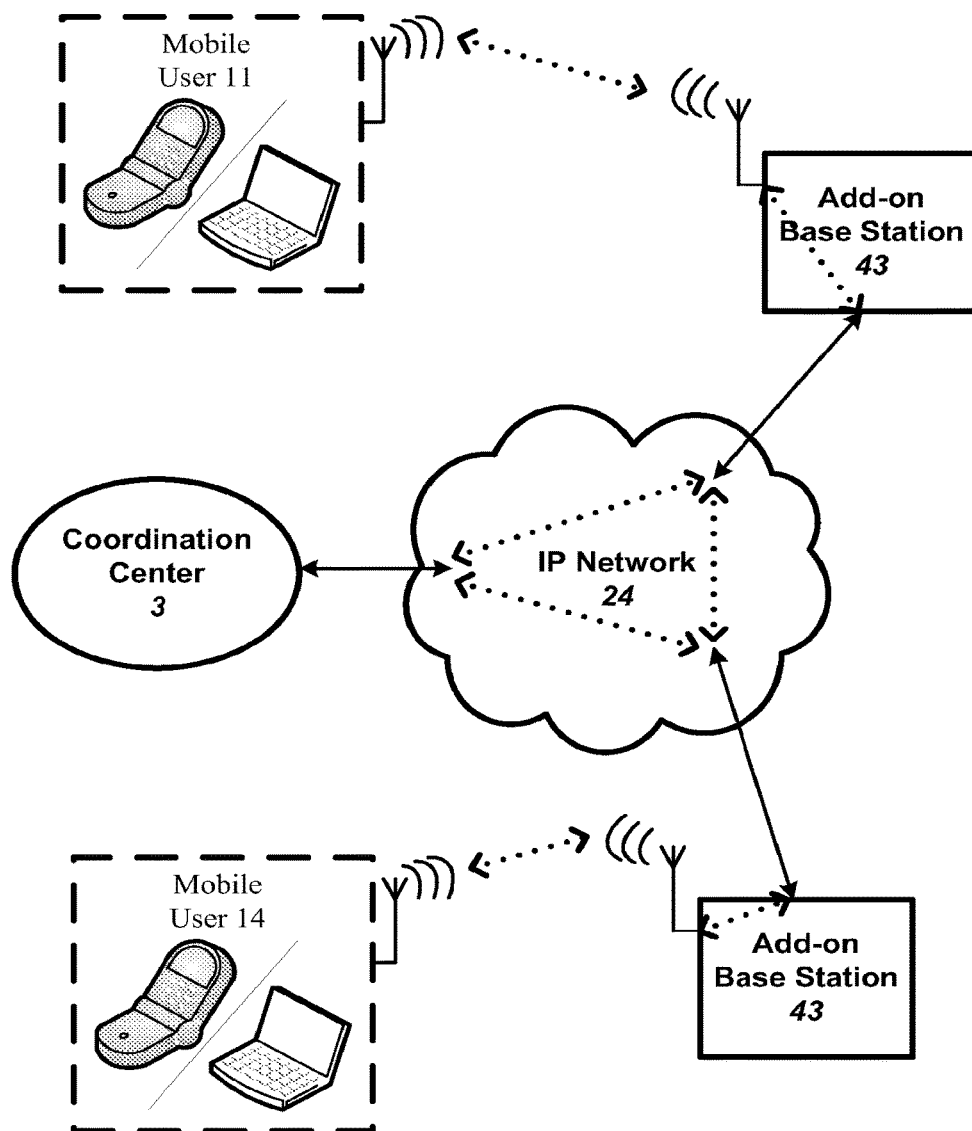 Mobile
User 11
Add-on
Base Station
43
Coordination
Center
3
IP Network
24
Mobile
User 14
Add-on
Base Station
43